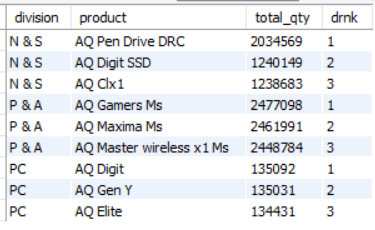 division product total_qty drnk
N & S AQ Pen Drive DRC 2034569 1
N & S AQ Digit SSD 1240149 2
N & S AQ Clx1 1238683 3
P & A AQ Gamers Ms 2477098 1
P & A AQ Maxima Ms 2461991 2
P & A AQ Master wireless x1 Ms 2448784 3
PC AQ Digit 135092 1
PC AQ Gen Y 135031 2
PC AQ Elite 134431 3